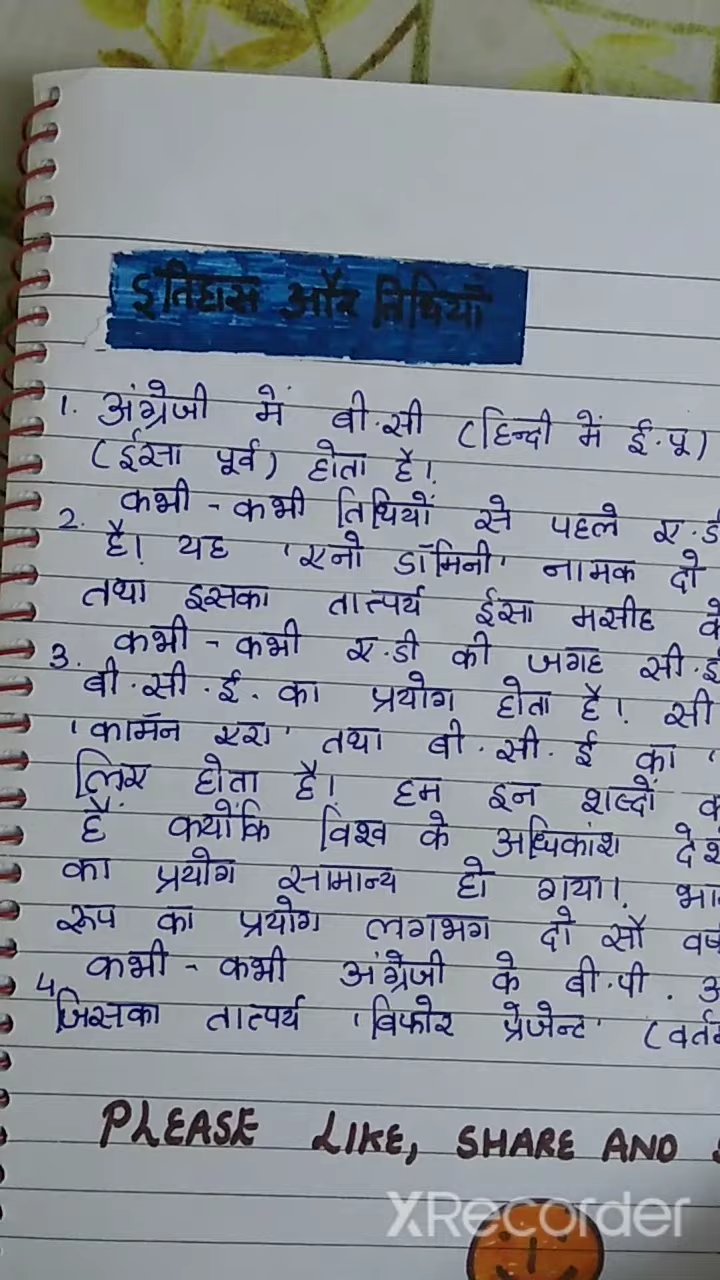 इतिहास और तिथियाँ
1. अंग्रेजी में बी.सी (हिन्दी में ई.पू)
(ईसा पूर्व) होता है।
2. कभी - कभी तिथियों से पहले ए.डी
है। यह 'एनो डॉमिनी' नामक दो
तथा इसका तात्पर्य ईसा मसीह के
3. कभी - कभी ए.डी की जगह सी.ई
बी.सी.ई. का प्रयोग होता है। सी
'कॉमन एरा' तथा बी.सी.ई का '
लिए होता है। हम इन शब्दों
है क्योंकि विश्व के अधिकांश
का प्रयोग सामान्य हो गया।
रूप का प्रयोग लगभग दो सौ
4. कभी - कभी अंग्रेजी के बी.पी.
जिसका तात्पर्य 'बिफोर प्रेजेन्ट'
PLEASE LIKE, SHARE AND
XRecorder